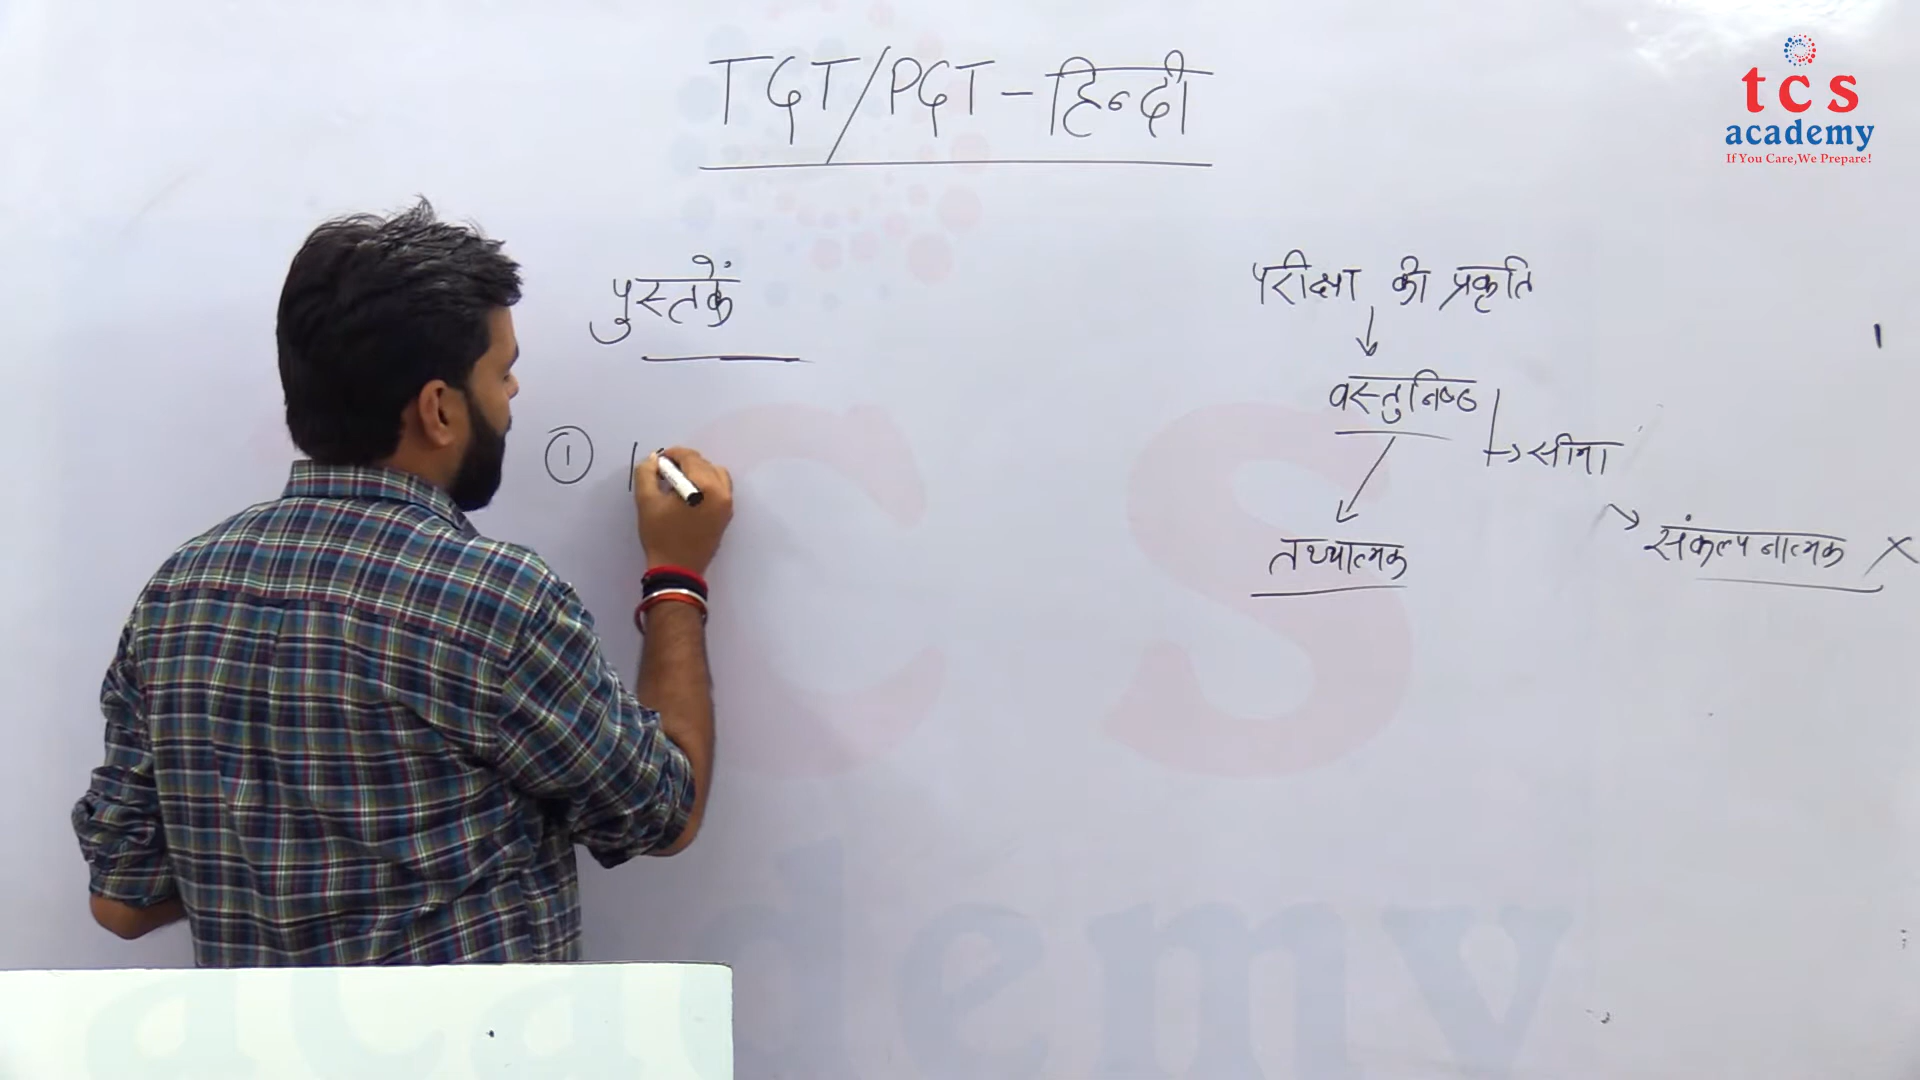 TGT/PGT - हिन्दी
tcs
academy
If You Care,We Prepare!
पुस्तकें
①
परीक्षा की प्रकृति
वस्तुनिष्ठ
→ सीमा
तथ्यात्मक
संकल्पनात्मक ×